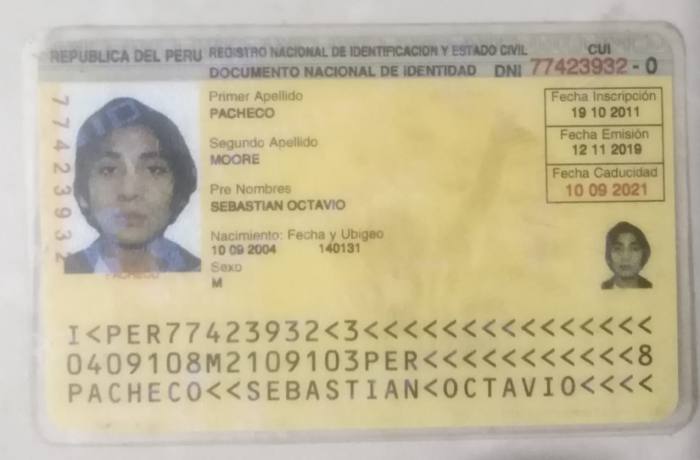 REPUBLICA DEL PERU REGISTRO NACIONAL DE IDENTIFICACION Y ESTADO CIVIL CUI
DOCUMENTO NACIONAL DE IDENTIDAD DNI 77423932 - 0
77423932
Primer Apellido
PACHECO
Segundo Apellido
MOORE
Pre Nombres
SEBASTIAN OCTAVIO
Nacimiento: Fecha y Ubigeo
10 09 2004 140131
Sexo
M
Fecha Inscripción
19 10 2011
Fecha Emisión
12 11 2019
Fecha Caducidad
10 09 2021
PACHECO
I<PER77423932<3<<<<<<<<<<<<<<<
0409108M2109103PER<<<<<<<<<<<8
PACHECO<<SEBASTIAN<OCTAVIO<<<<